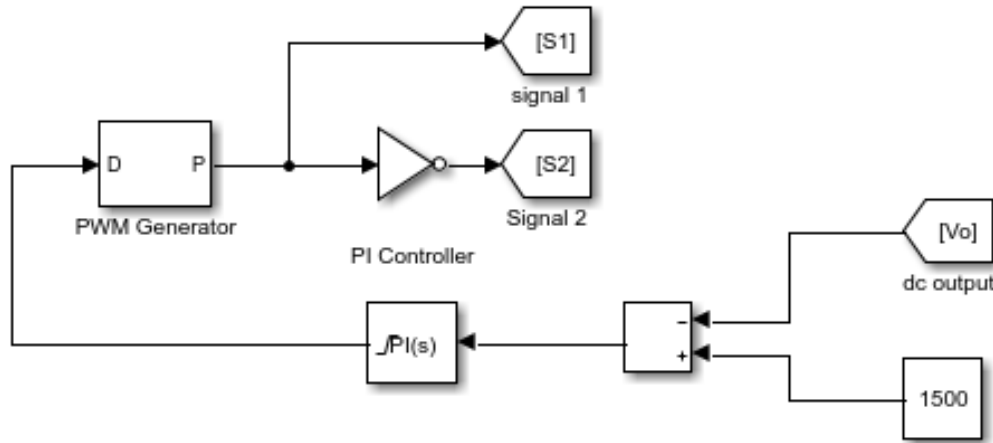 [S1]
signal 1
D
P
PWM Generator
[S2]
Signal 2
PI Controller
[Vo]
dc output
PI(s)
−
+
1500